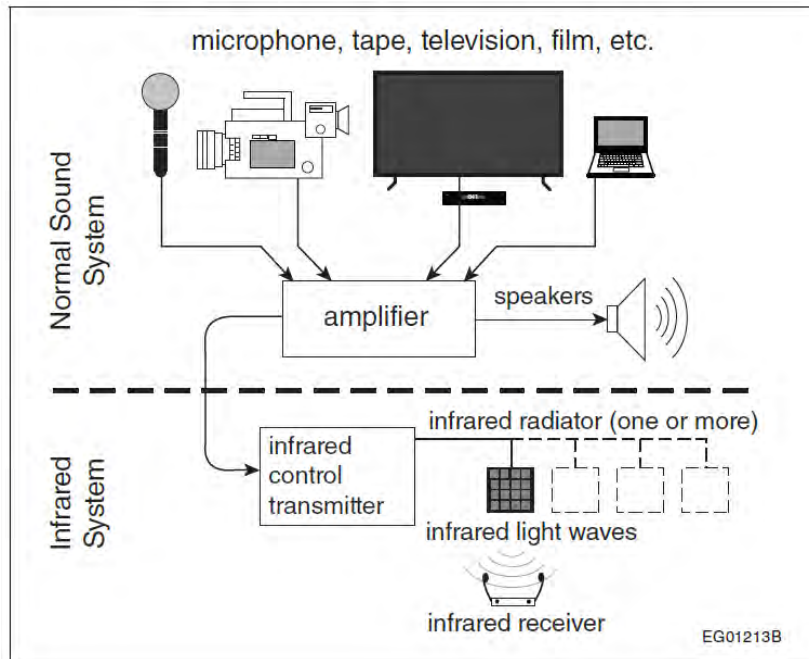 microphone, tape, television, film, etc.
Normal Sound
System
amplifier
speakers
infrared radiator (one or more)
infrared
control
transmitter
Infrared
System
infrared light waves
infrared receiver
EG01213B